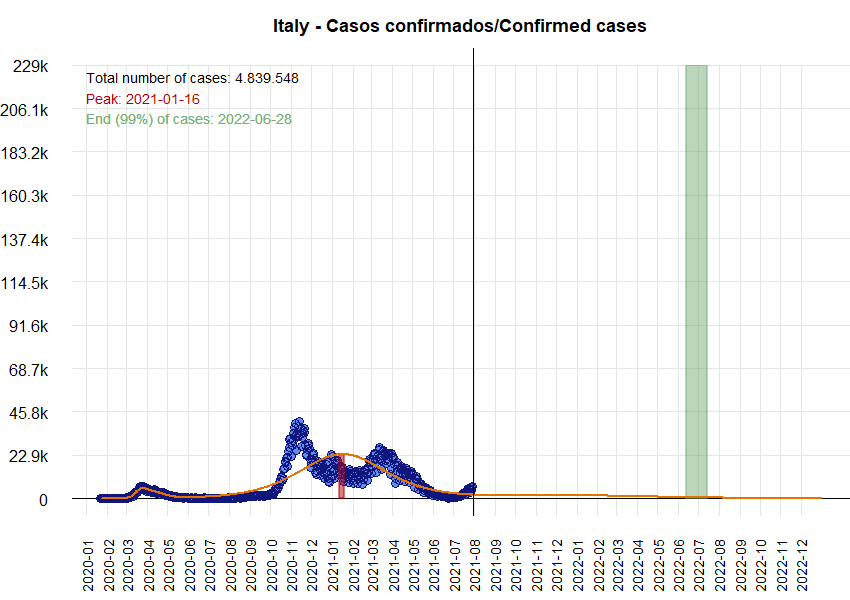 Italy - Casos confirmados/Confirmed cases
229k
206.1k
183.2k
160.3k
137.4k
114.5k
91.6k
68.7k
45.8k
22.9k
0
Total number of cases: 4.839.548
Peak: 2021-01-16
End (99%) of cases: 2022-06-28
2020-01
2020-02
2020-03
2020-04
2020-05
2020-06
2020-07
2020-08
2020-09
2020-10
2020-11
2020-12
2021-01
2021-02
2021-03
2021-04
2021-05
2021-06
2021-07
2021-08
2021-09
2021-10
2021-11
2021-12
2022-01
2022-02
2022-03
2022-04
2022-05
2022-06
2022-07
2022-08
2022-09
2022-10
2022-11
2022-12